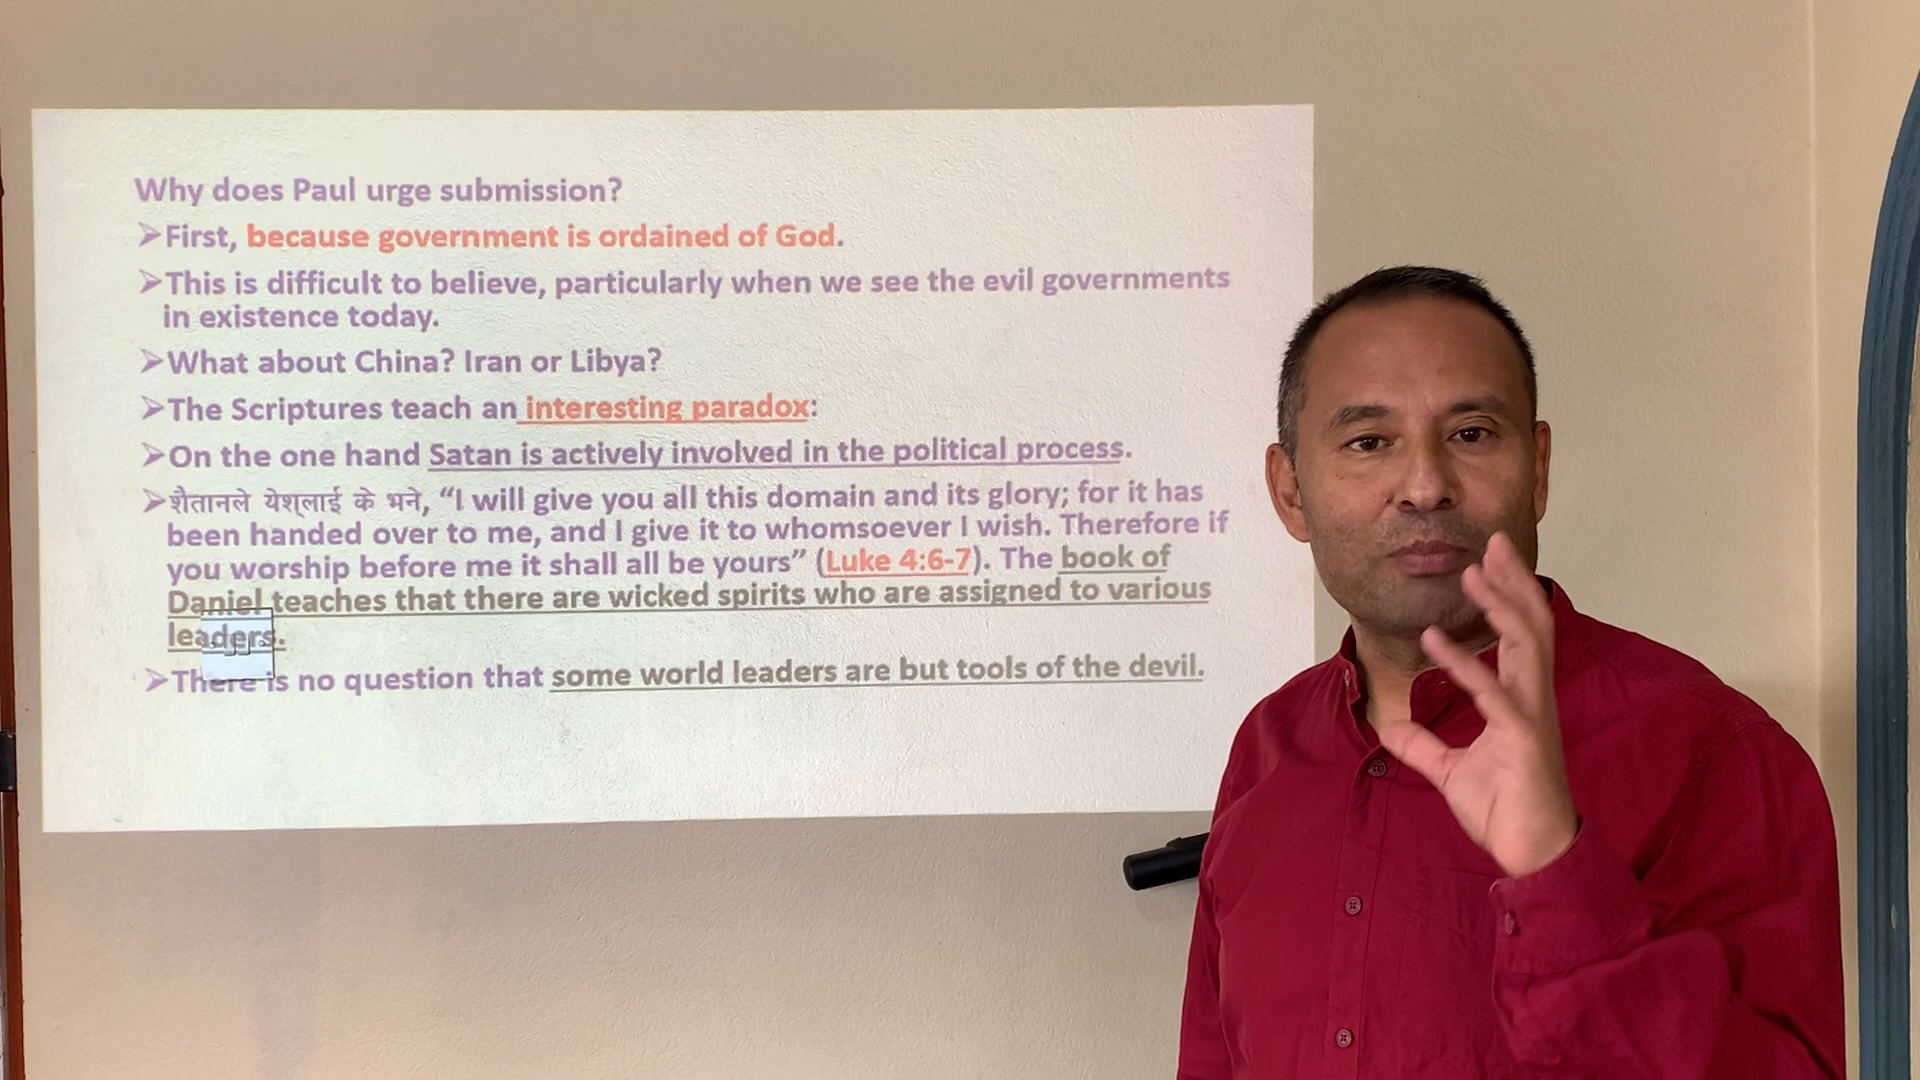 Why does Paul urge submission?
➢First, because government is ordained of God.
➢This is difficult to believe, particularly when we see the evil governments
in existence today.
➢What about China? Iran or Libya?
➢The Scriptures teach an interesting paradox:
➢On the one hand Satan is actively involved in the political process.
➢शैतानले येशूलाई के भने, “I will give you all this domain and its glory; for it has
been handed over to me, and I give it to whomsoever I wish. Therefore if
you worship before me it shall all be yours” (Luke 4:6-7). The book of
Daniel teaches that there are wicked spirits who are assigned to various
leaders.
➢There is no question that some world leaders are but tools of the devil.